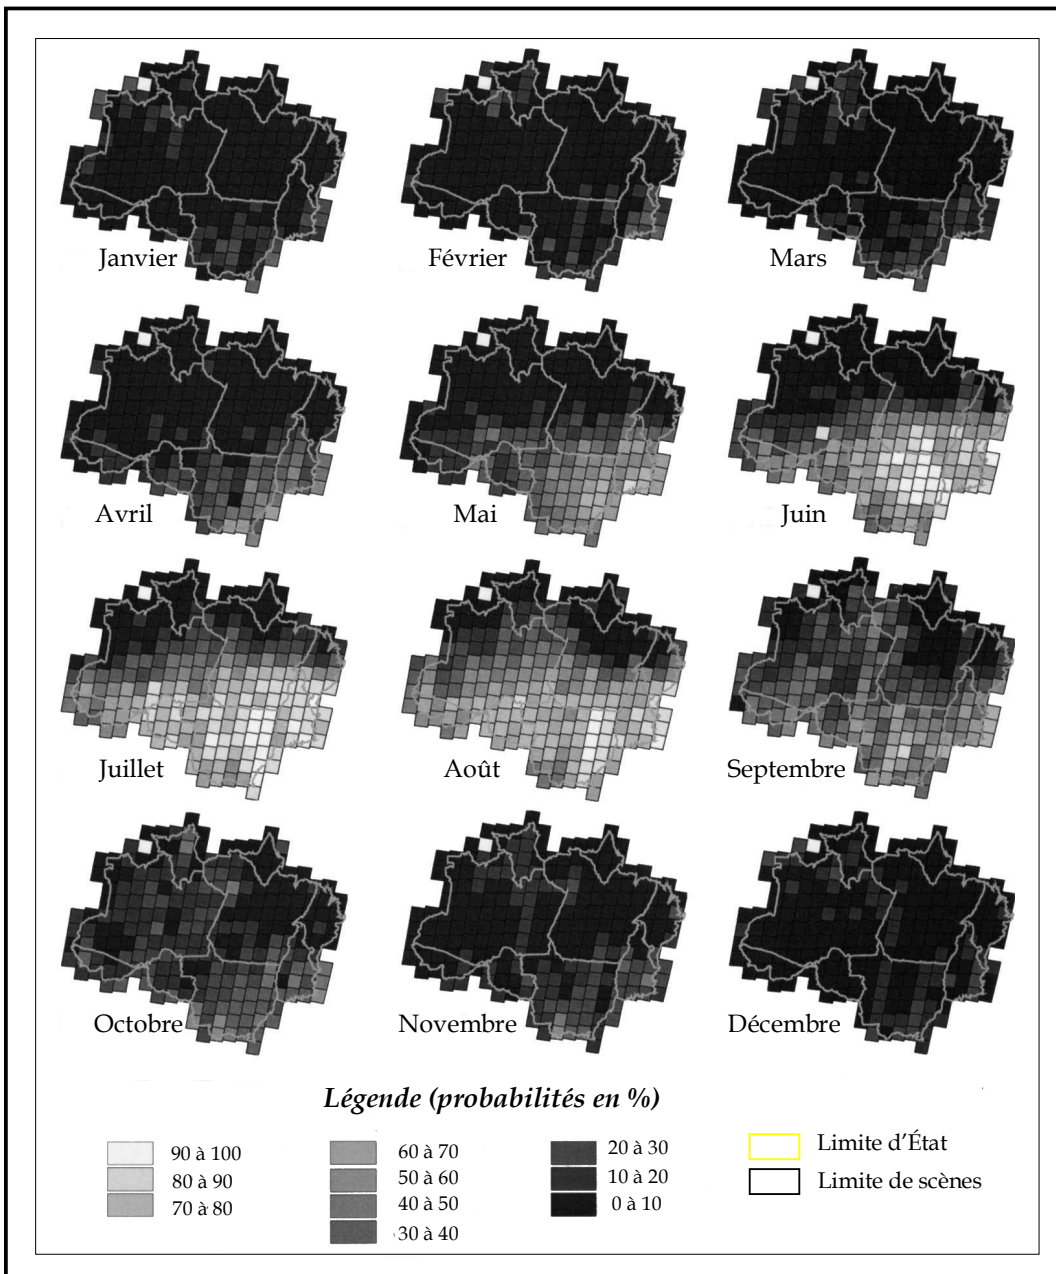 Janvier
Février
Mars
Avril
Mai
Juin
Juillet
Août
Septembre
Octobre
Novembre
Décembre
Légende (probabilités en %)
90 à 100
80 à 90
70 à 80
60 à 70
50 à 60
40 à 50
30 à 40
20 à 30
10 à 20
0 à 10
Limite d'État
Limite de scènes